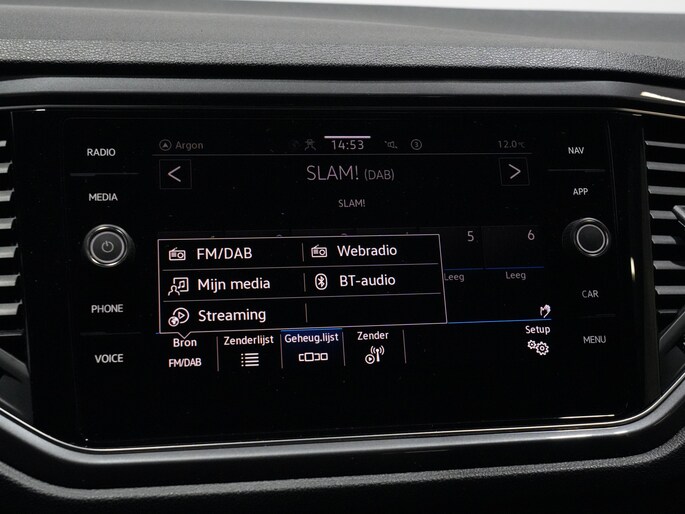 RADIO
MEDIA
PHONE
VOICE
Argon
14:53
3
12.0°C
SLAM! (DAB)
SLAM!
FM/DAB
Webradio
Mijn media
BT-audio
Streaming
5
6
Leeg
Leeg
Bron
FM/DAB
Zenderlijst
Geheug.lijst
Zender
Setup
NAV
APP
CAR
MENU